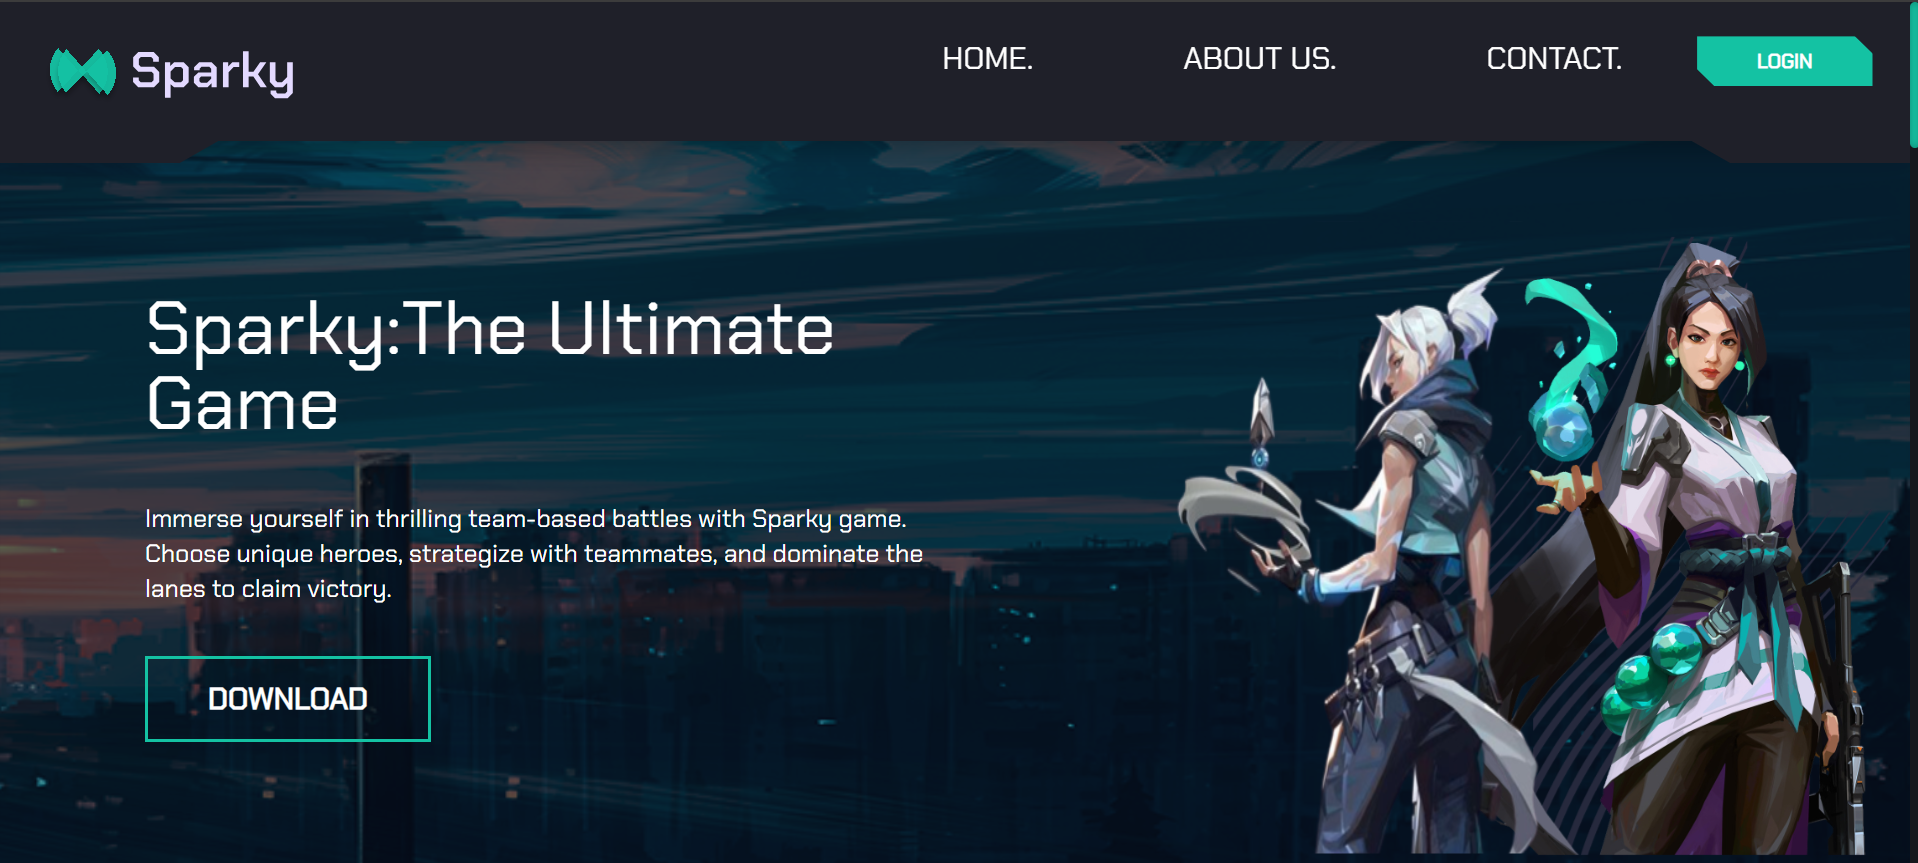 Sparky
HOME.
ABOUT US.
CONTACT.
LOGIN
Sparky:The Ultimate
Game
Immerse yourself in thrilling team-based battles with Sparky game.
Choose unique heroes, strategize with teammates, and dominate the
lanes to claim victory.
DOWNLOAD